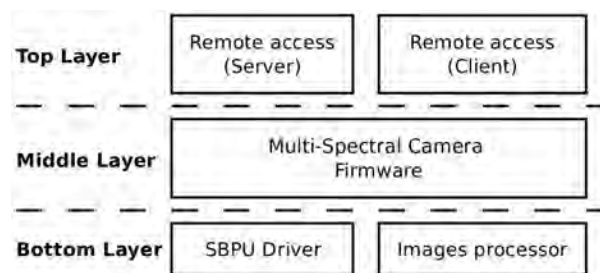 Top Layer
Remote access
(Server)
Remote access
(Client)
Middle Layer
Multi-Spectral Camera
Firmware
Bottom Layer
SBPU Driver
Images processor